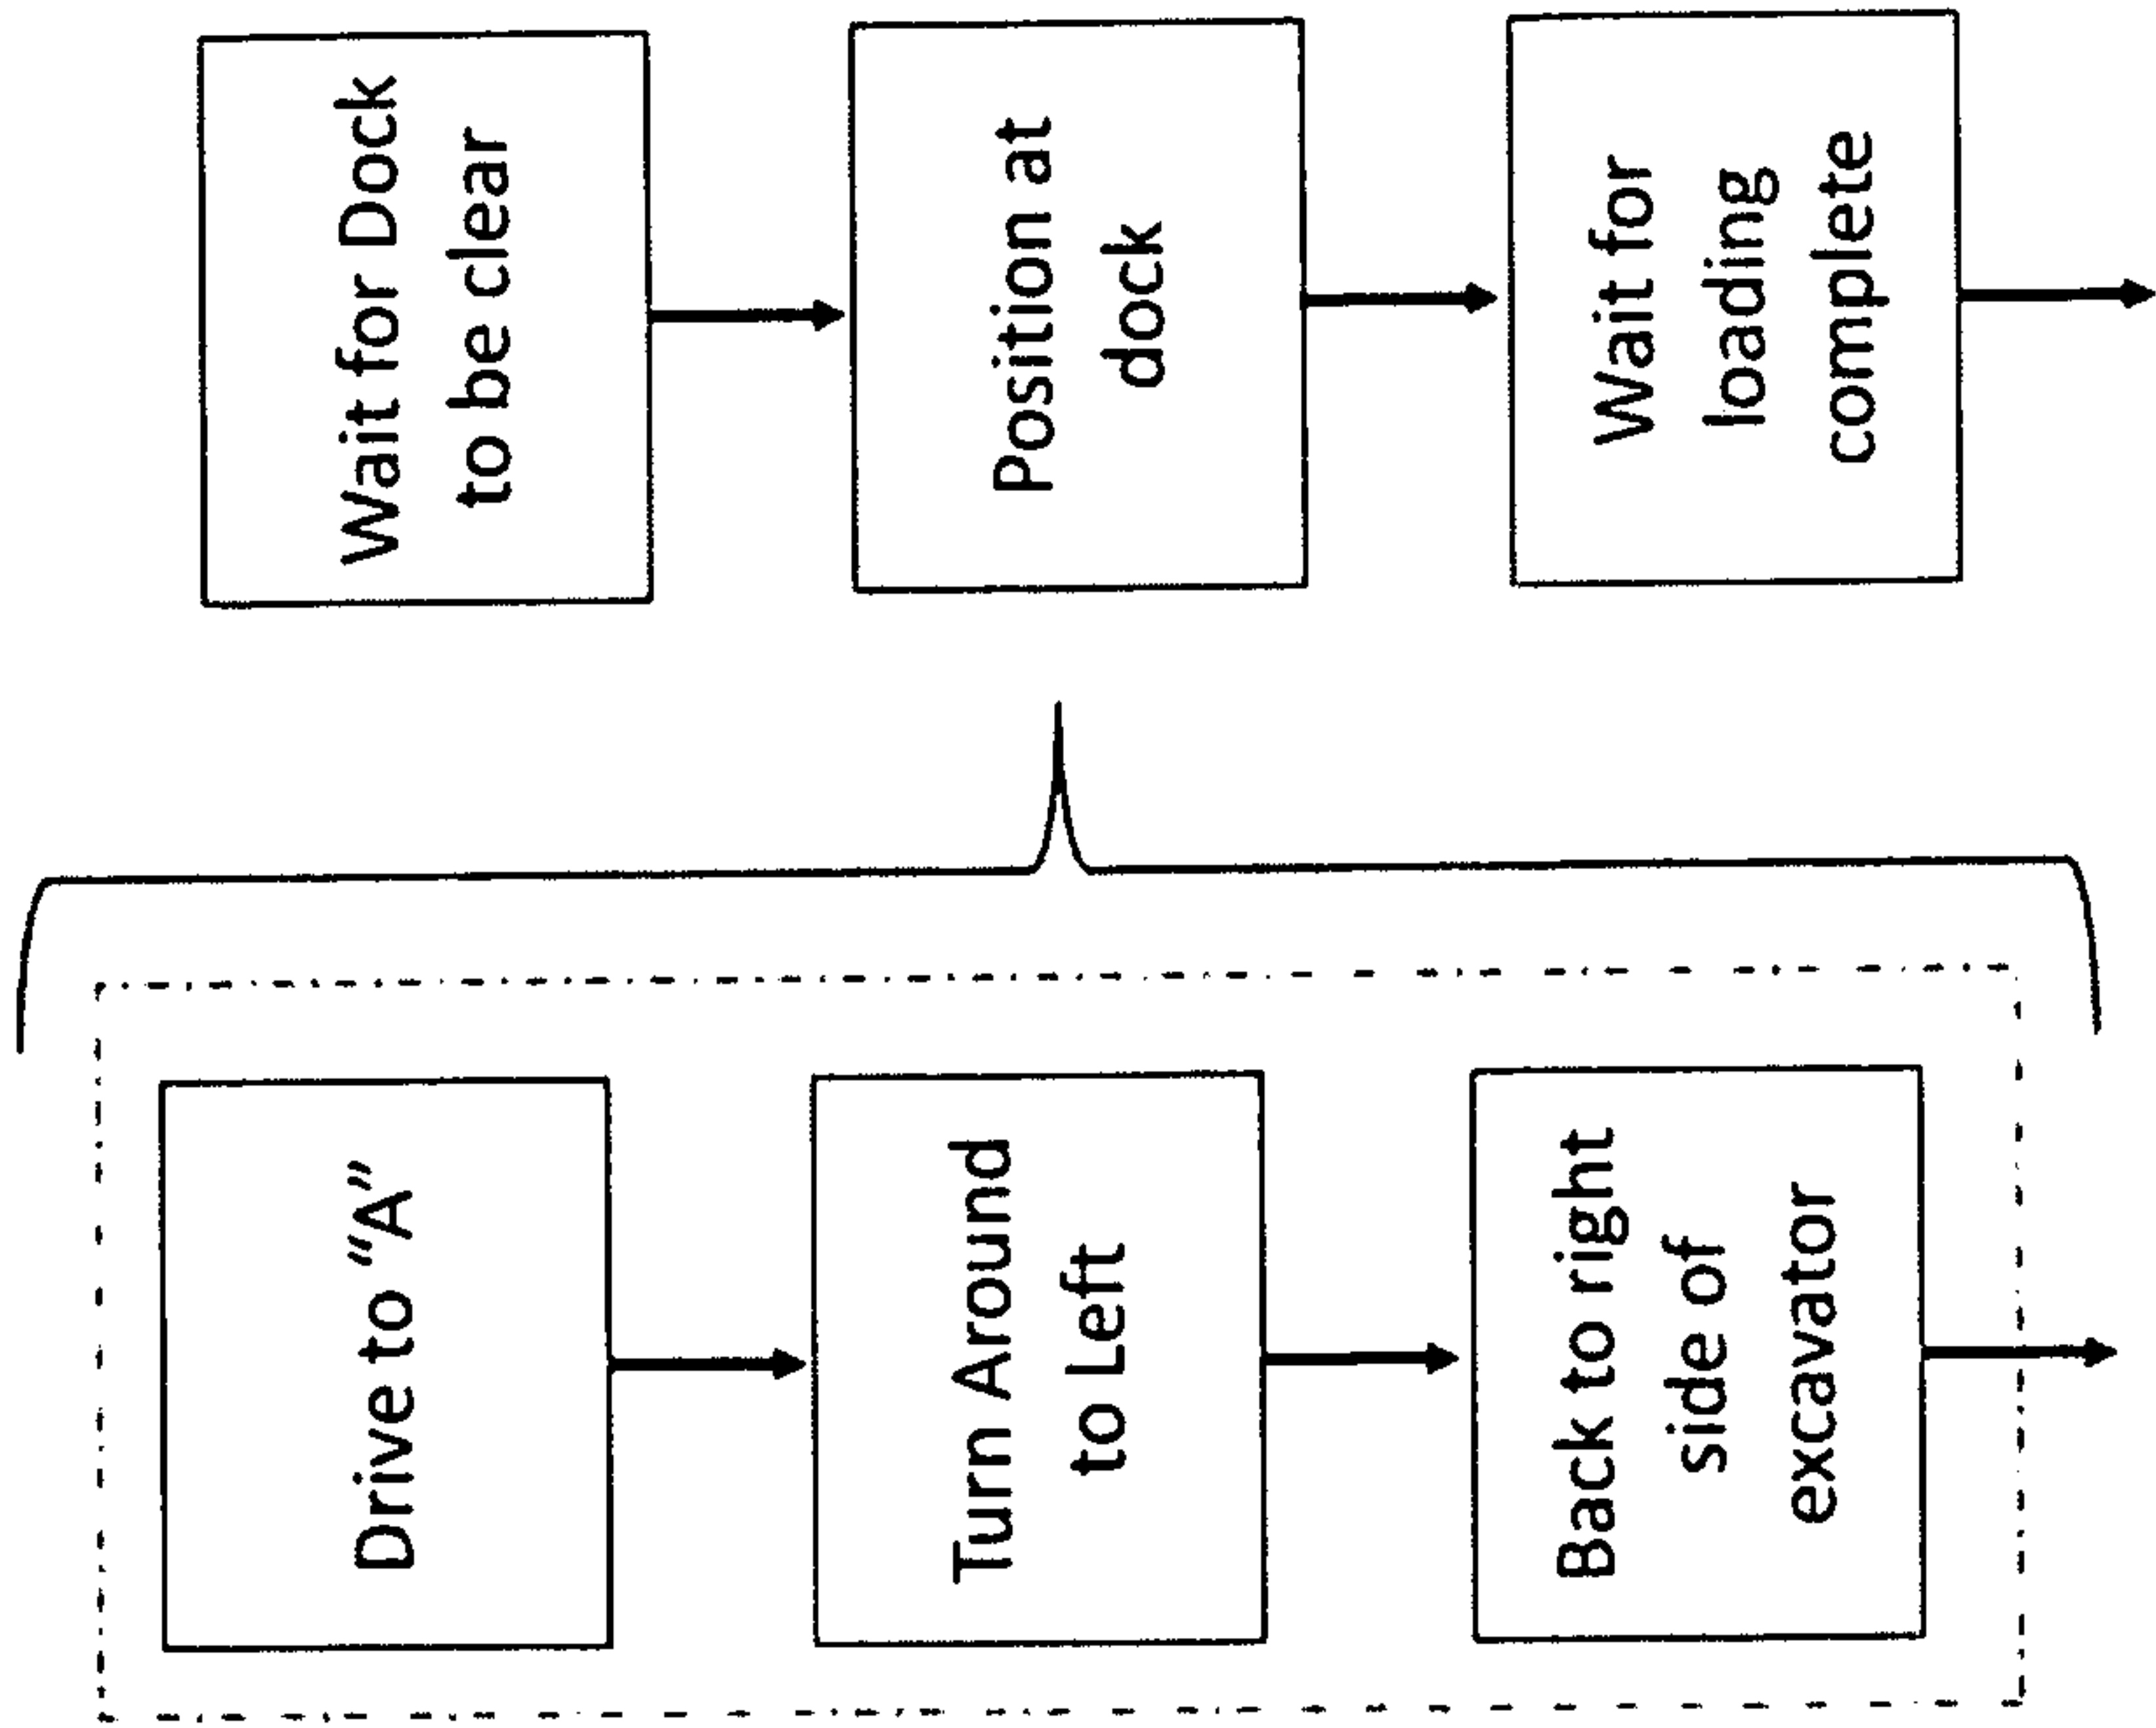 Wait for Dock
to be clear
Position at
dock
Wait for
loading
complete
Drive to “A”
Turn Around
to Left
Back to right
side of
excavator